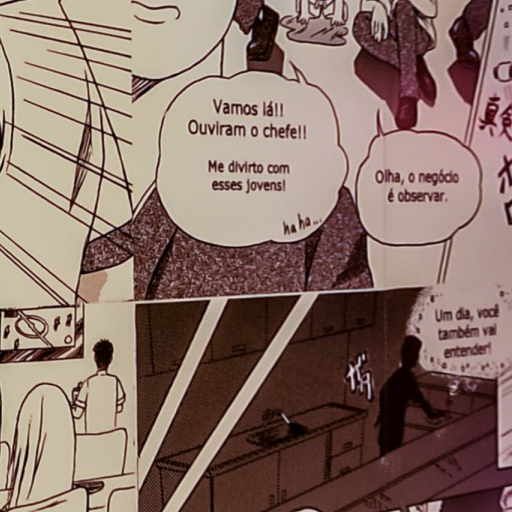 Vamos lá!!
Ouviram o chefe!!
Me divirto com
esses jovens!
ha ha...
Olha, o negócio
é observar.
Um dia, você
também vai
entender!